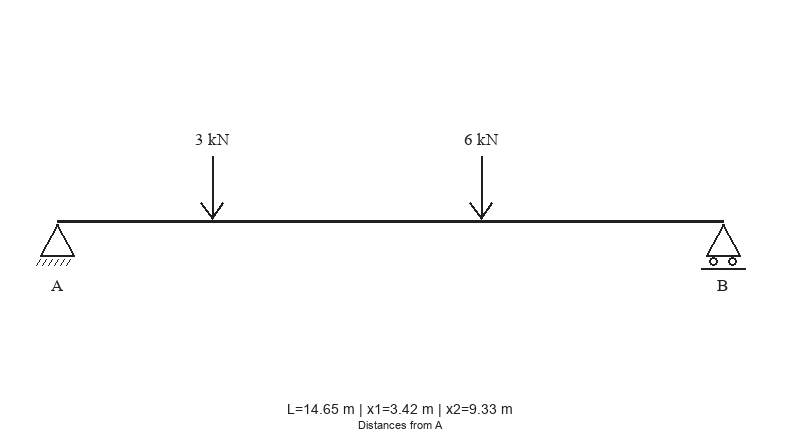 3 kN 6 kN
A B
L=14.65 m | x1=3.42 m | x2=9.33 m
Distances from A